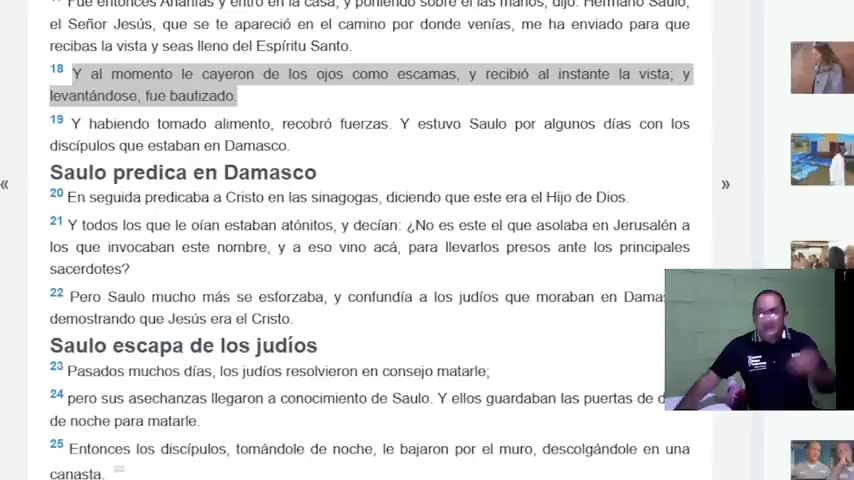 Fue entonces Ananías y entró en la casa, y poniendo sobre él las manos, dijo: Hermano Saulo,
el Señor Jesús, que se te apareció en el camino por donde venías, me ha enviado para que
recibas la vista y seas lleno del Espíritu Santo.
18 Y al momento le cayeron de los ojos como escamas, y recibió al instante la vista; y
levantándose, fue bautizado.
19 Y habiendo tomado alimento, recobró fuerzas. Y estuvo Saulo por algunos días con los
discípulos que estaban en Damasco.
Saulo predica en Damasco
«
»
20 En seguida predicaba a Cristo en las sinagogas, diciendo que este era el Hijo de Dios.
21 Y todos los que le oían estaban atónitos, y decían: ¿No es este el que asolaba en Jerusalén a
los que invocaban este nombre, y a eso vino acá, para llevarlos presos ante los principales
sacerdotes?
22 Pero Saulo mucho más se esforzaba, y confundía a los judíos que moraban en Damas
demostrando que Jesús era el Cristo.
Saulo escapa de los judíos
23 Pasados muchos días, los judíos resolvieron en consejo matarle;
24 pero sus asechanzas llegaron a conocimiento de Saulo. Y ellos guardaban las puertas de
de noche para matarle.
25 Entonces los discípulos, tomándole de noche, le bajaron por el muro, descolgándole en una
canasta.